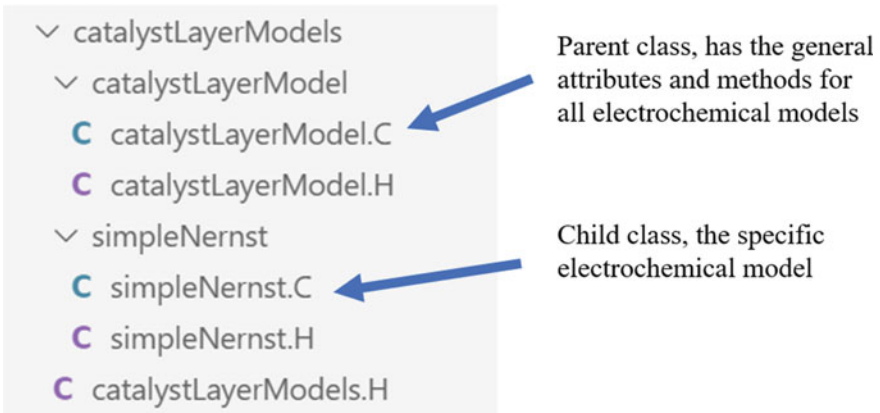 catalystLayerModels
catalystLayerModel
C catalystLayerModel.C
C catalystLayerModel.H
simpleNernst
C simpleNernst.C
C simpleNernst.H
C catalystLayerModels.H
Parent class, has the general
attributes and methods for
all electrochemical models
Child class, the specific
electrochemical model